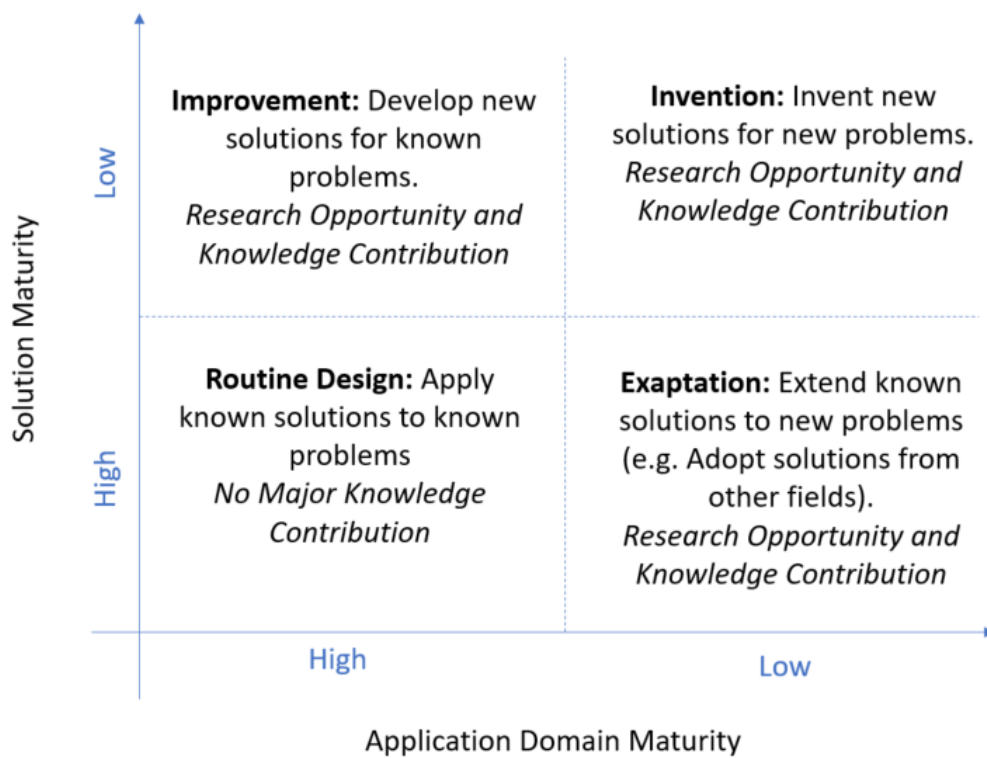 Improvement: Develop new
solutions for known
problems.
Research Opportunity and
Knowledge Contribution
Invention: Invent new
solutions for new problems.
Research Opportunity and
Knowledge Contribution
Low
Solution Maturity
Routine Design: Apply
known solutions to known
problems
No Major Knowledge
Contribution
Exaptation: Extend known
solutions to new problems
(e.g. Adopt solutions from
other fields).
Research Opportunity and
Knowledge Contribution
High
High
Low
Application Domain Maturity